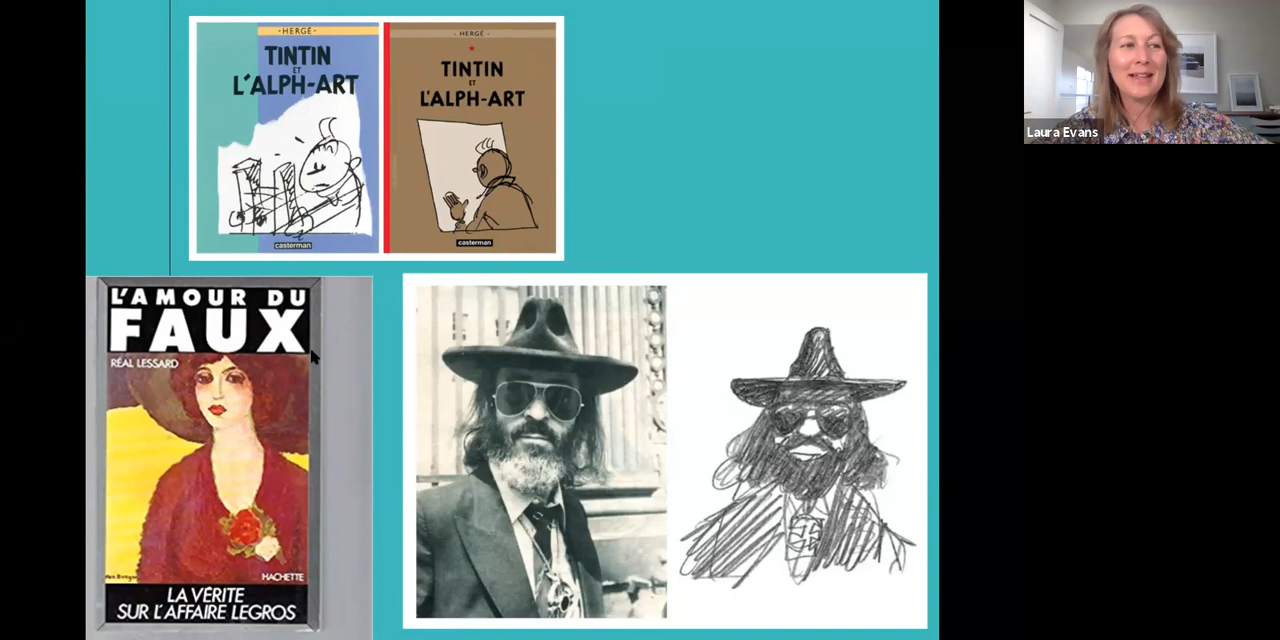 -HERGÉ-
TINTIN
ET
L'ALPH-ART
casterman
- HERGÉ -
TINTIN
ET
L'ALPH-ART
casterman
Laura Evans
L'AMOUR DU
FAUX
RÉAL LESSARD
HACHETTE
LA VÉRITE
SUR L'AFFAIRE LEGROS